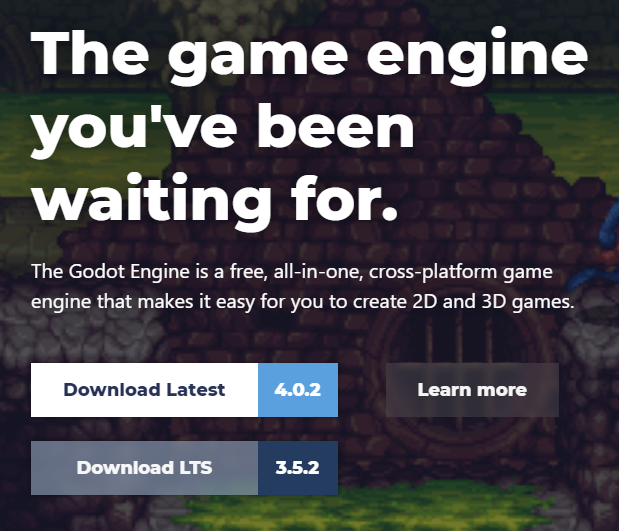 The game engine
you've been
waiting for.
The Godot Engine is a free, all-in-one, cross-platform game
engine that makes it easy for you to create 2D and 3D games.
Download Latest 4.0.2 Learn more
Download LTS 3.5.2